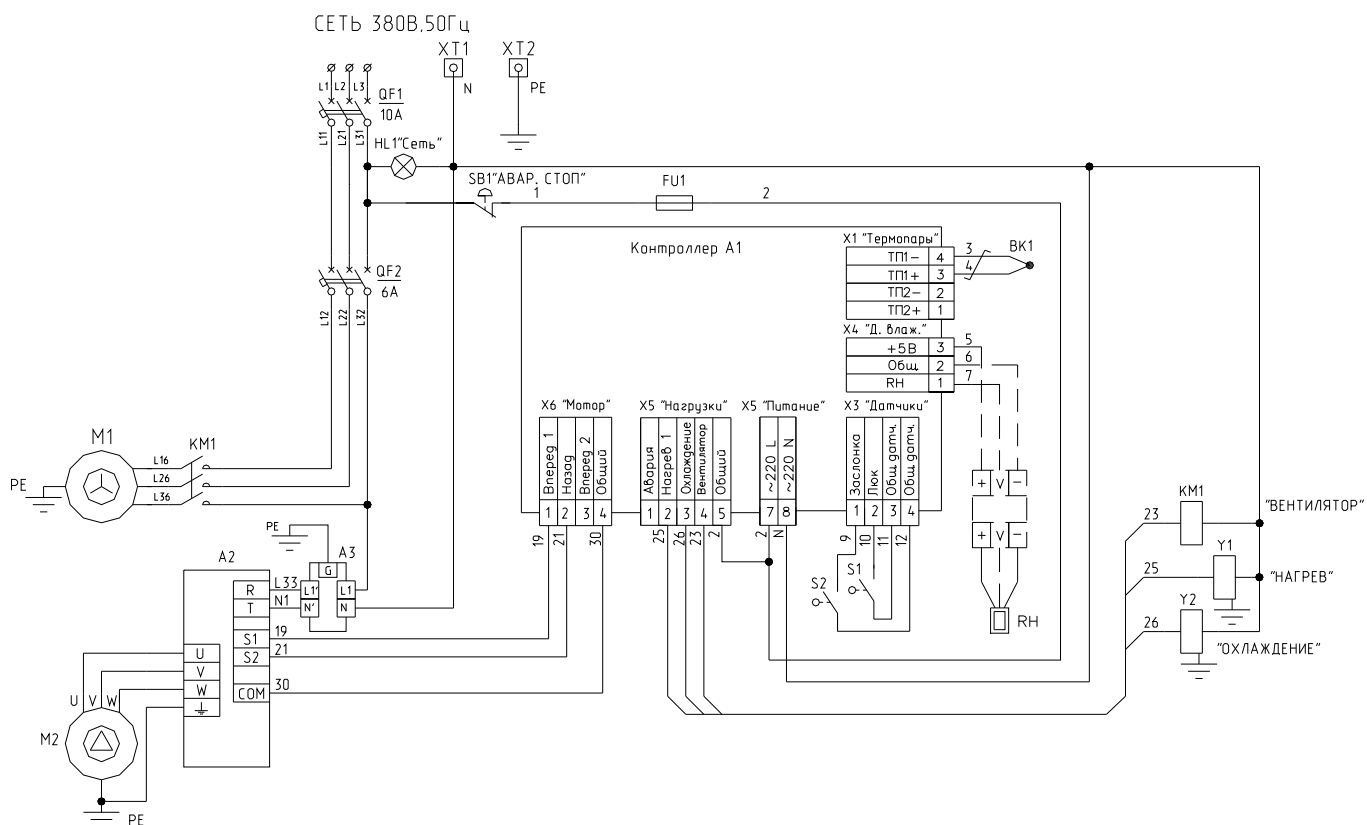 СЕТЬ 380В,50Гц
XT1
XT2
N
PE
L1 L2 L3
QF1
10A
L11 L21 L31
HL1"Сеть"
SB1"АВАР. СТОП"
1
FU1
2
QF2
6A
L12 L22 L32
Контроллер А1
X1 "Термопары"
ТП1- 4 3
ТП1+ 3 4
ТП2- 2
ТП2+ 1
BK1
X4 "Д. влаж."
+5В 3 5
Общ. 2 6
RH 1 7
X6 "Мотор"
Вперед 1
Назад
Вперед 2
Общий
1 2 3 4
19 21 30
X5 "Нагрузки"
Авария
Нагрев 1
Охлаждение
Вентилятор
Общий
1 2 3 4 5
25 26 23 2
X5 "Питание"
~220 L
~220 N
7 8
2 N
X3 "Датчики"
Заслонка
Люк
Общ. датч.
Общ. датч.
1 2 3 4
9 10 11 12
S2
S1
+ V -
+ V -
RH
M1
PE
L16
L26
L36
KM1
PE
A3
G
L1' L1
N' N
A2
R L33
T N1
S1 19
S2 21
COM 30
U
V
W
U V W
M2
PE
23
KM1
"ВЕНТИЛЯТОР"
25
Y1
"НАГРЕВ"
26
Y2
"ОХЛАЖДЕНИЕ"